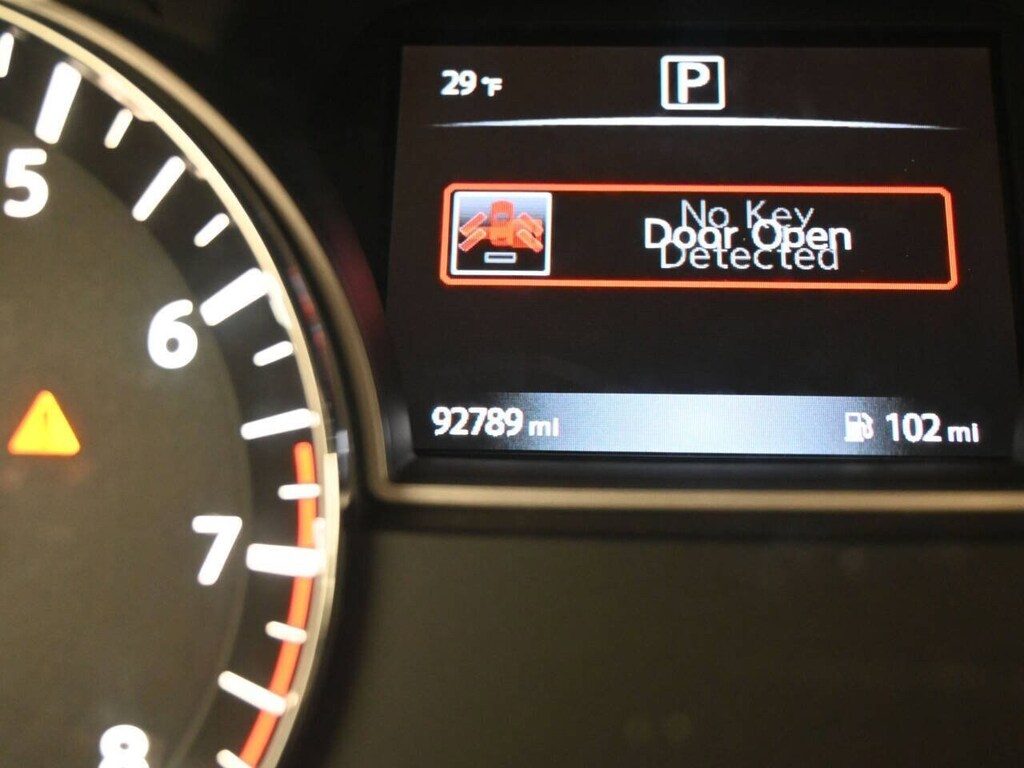 29°F
P
No Key
Door Open
Detected
92789 mi
102 mi
5
6
7
8